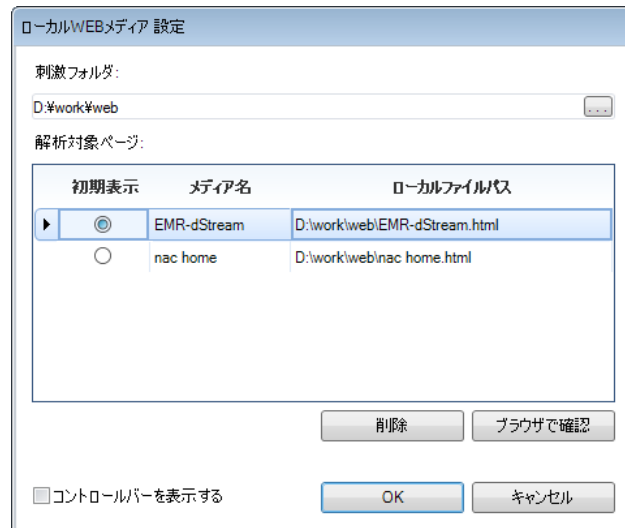 ローカルWEBメディア 設定
刺激フォルダ:
D:¥work¥web
...
解析対象ページ:
初期表示 メディア名 ローカルファイルパス
EMR-dStream D:\work\web\EMR-dStream.html
nac home D:\work\web\nac home.html
削除 ブラウザで確認
コントロールバーを表示する OK キャンセル